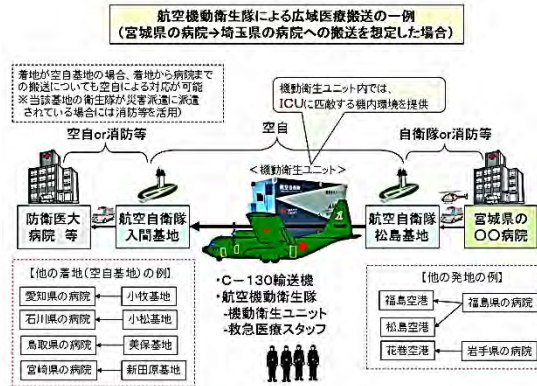 航空機動衛生隊による広域医療搬送の一例
(宮城県の病院→埼玉県の病院への搬送を想定した場合)
着地が空自基地の場合、着地から病院まで
の搬送についても空自による対応が可能
※当該基地の衛生隊が災害派遣に派遣
されている場合には消防等を活用)
機動衛生ユニット内では、
ICUに匹敵する機内環境を提供
空自or消防等
空自
自衛隊or消防等
<機動衛生ユニット>
防衛医大
病院 等
航空自衛隊
入間基地
航空自衛隊
松島基地
宮城県の
〇〇病院
【他の着地(空自基地)の例】
愛知県の病院
小牧基地
石川県の病院
小松基地
鳥取県の病院
美保基地
宮崎県の病院
新田原基地
・C-130輸送機
・航空機動衛生隊
-機動衛生ユニット
-救急医療スタッフ
【他の発地の例】
福島空港
福島県の病院
松島空港
花巻空港
岩手県の病院